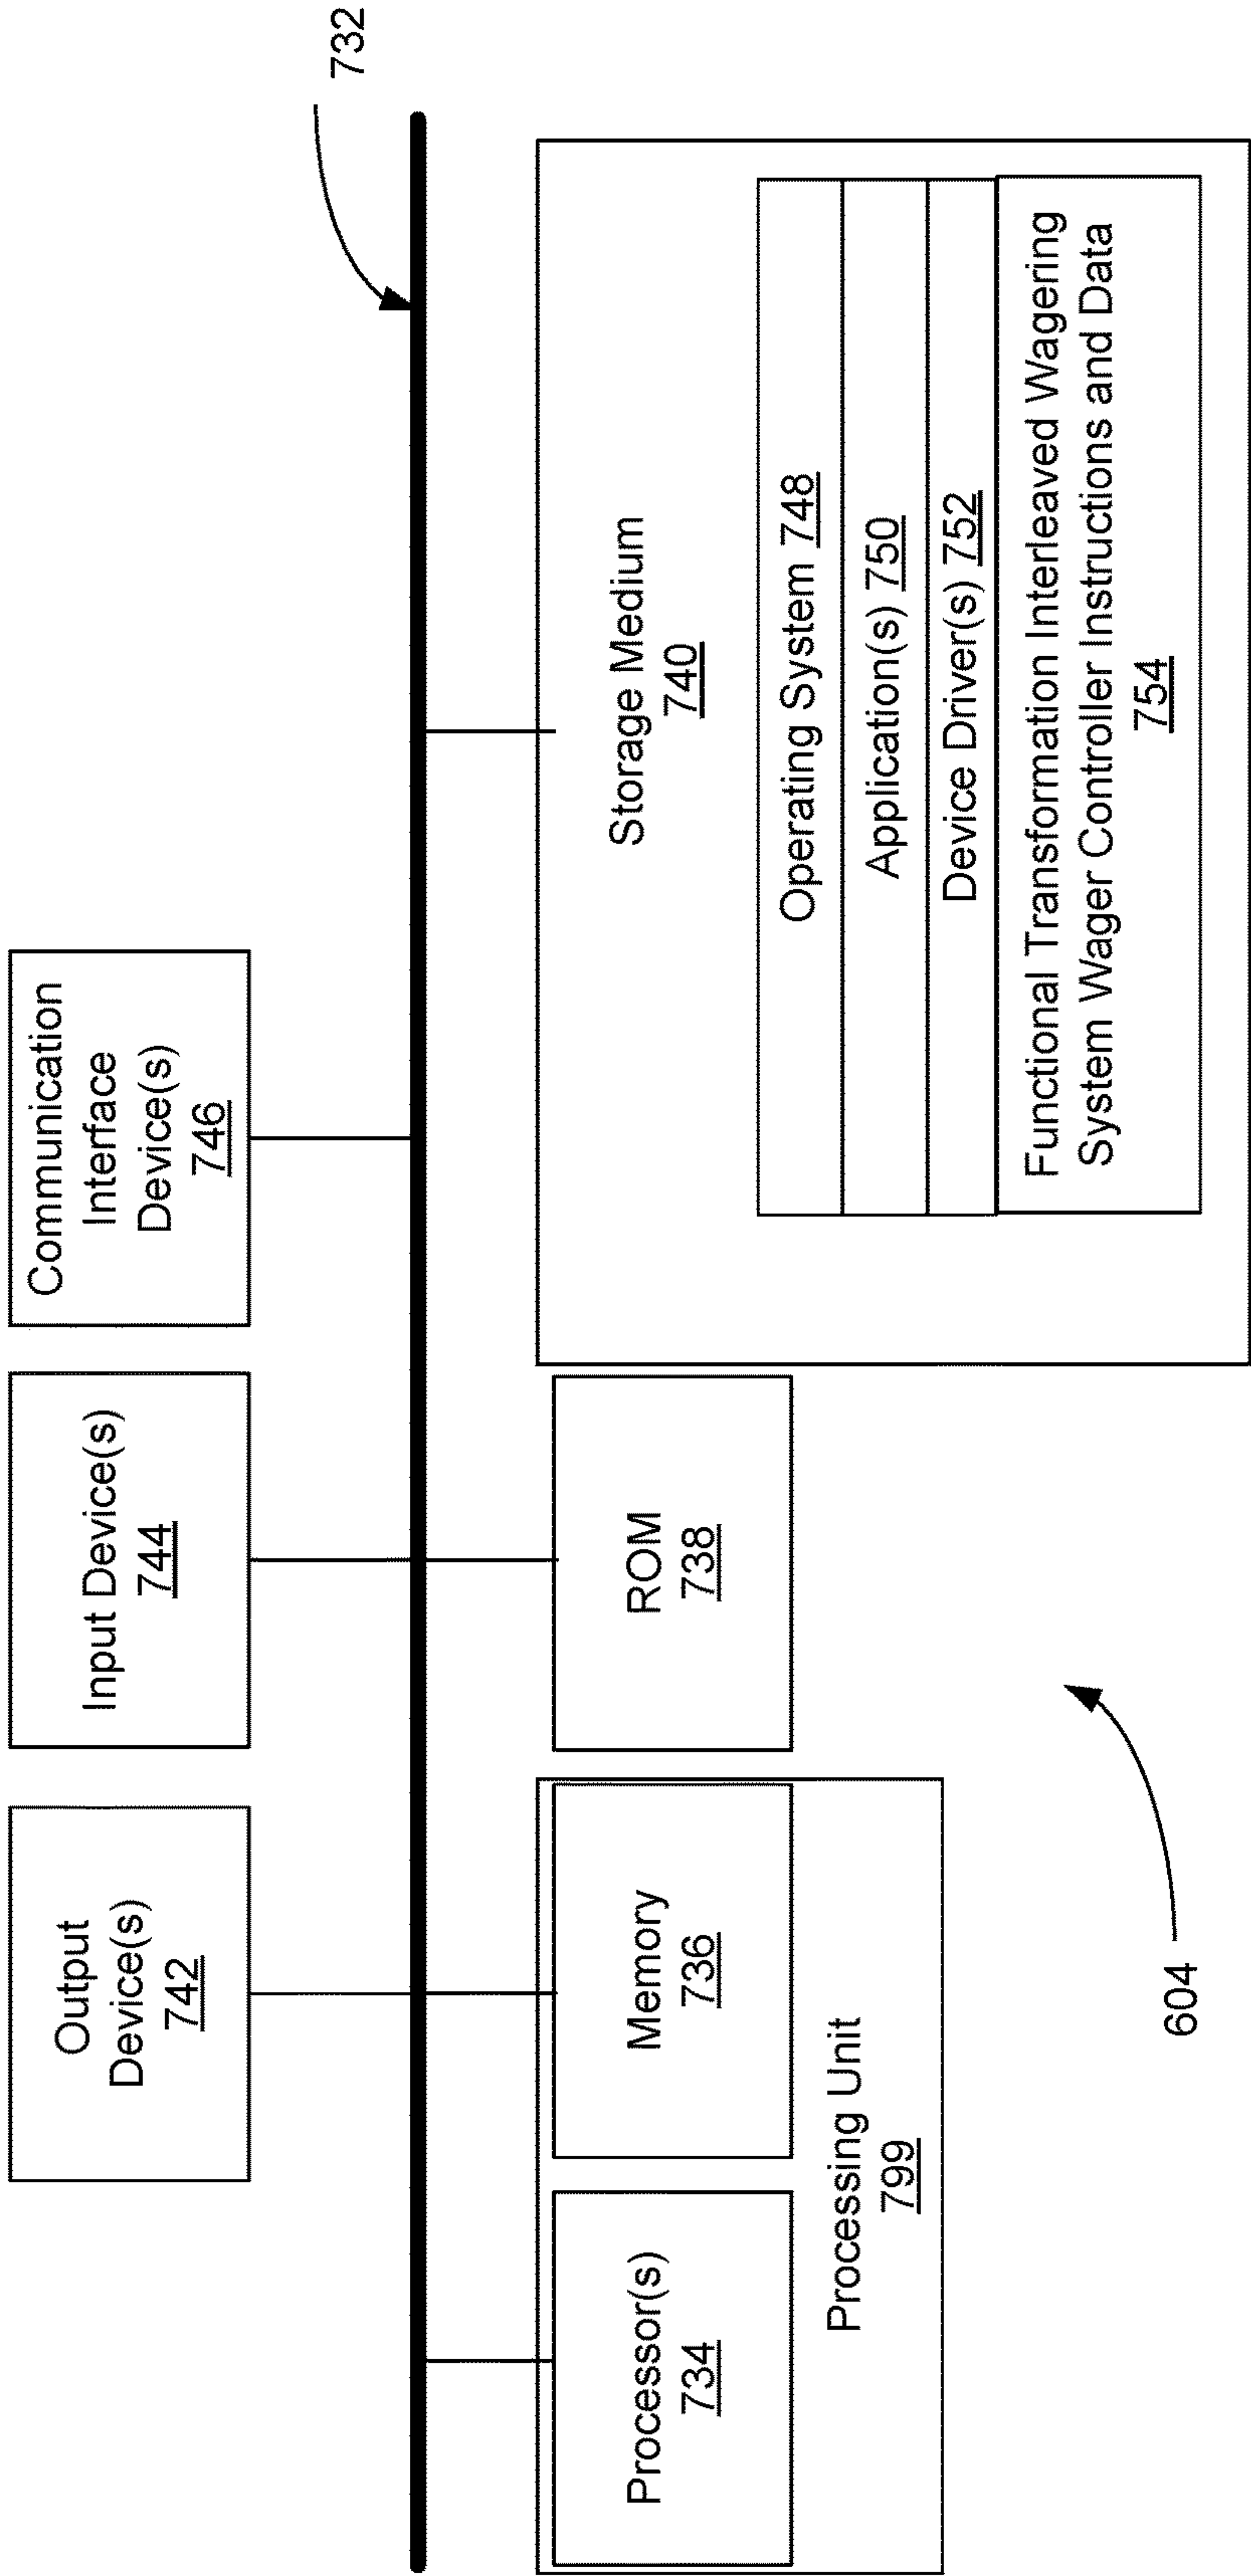 Output
Device(s)
742
Input Device(s)
744
Communication
Interface
Device(s)
746
732
Processor(s)
734
Memory
736
Processing Unit
799
ROM
738
Storage Medium
740
Operating System 748
Application(s) 750
Device Driver(s) 752
Functional Transformation Interleaved Wagering
System Wager Controller Instructions and Data
754
604